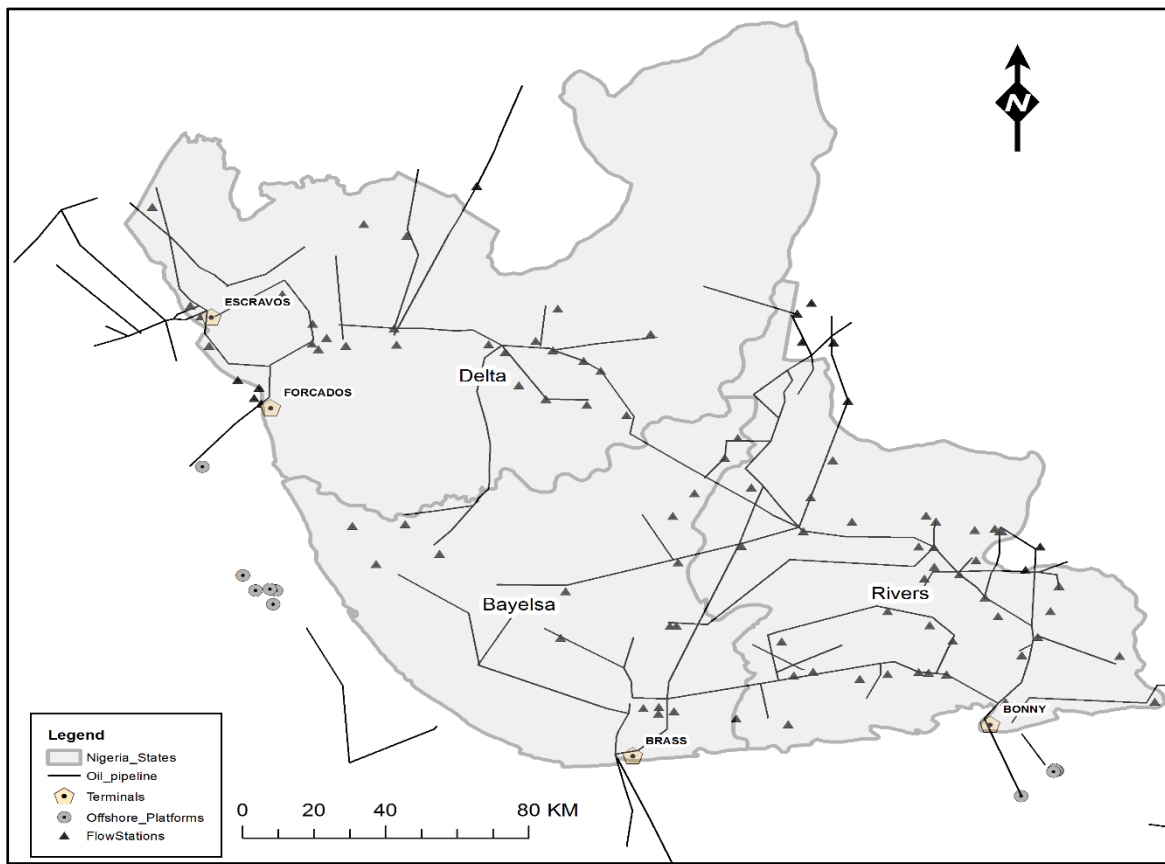 N
ESCRAVOS
FORCADOS
Delta
Bayelsa
Rivers
BONNY
BRASS
Legend
Nigeria_States
Oil_pipeline
Terminals
Offshore_Platforms
FlowStations
0 20 40 80 KM